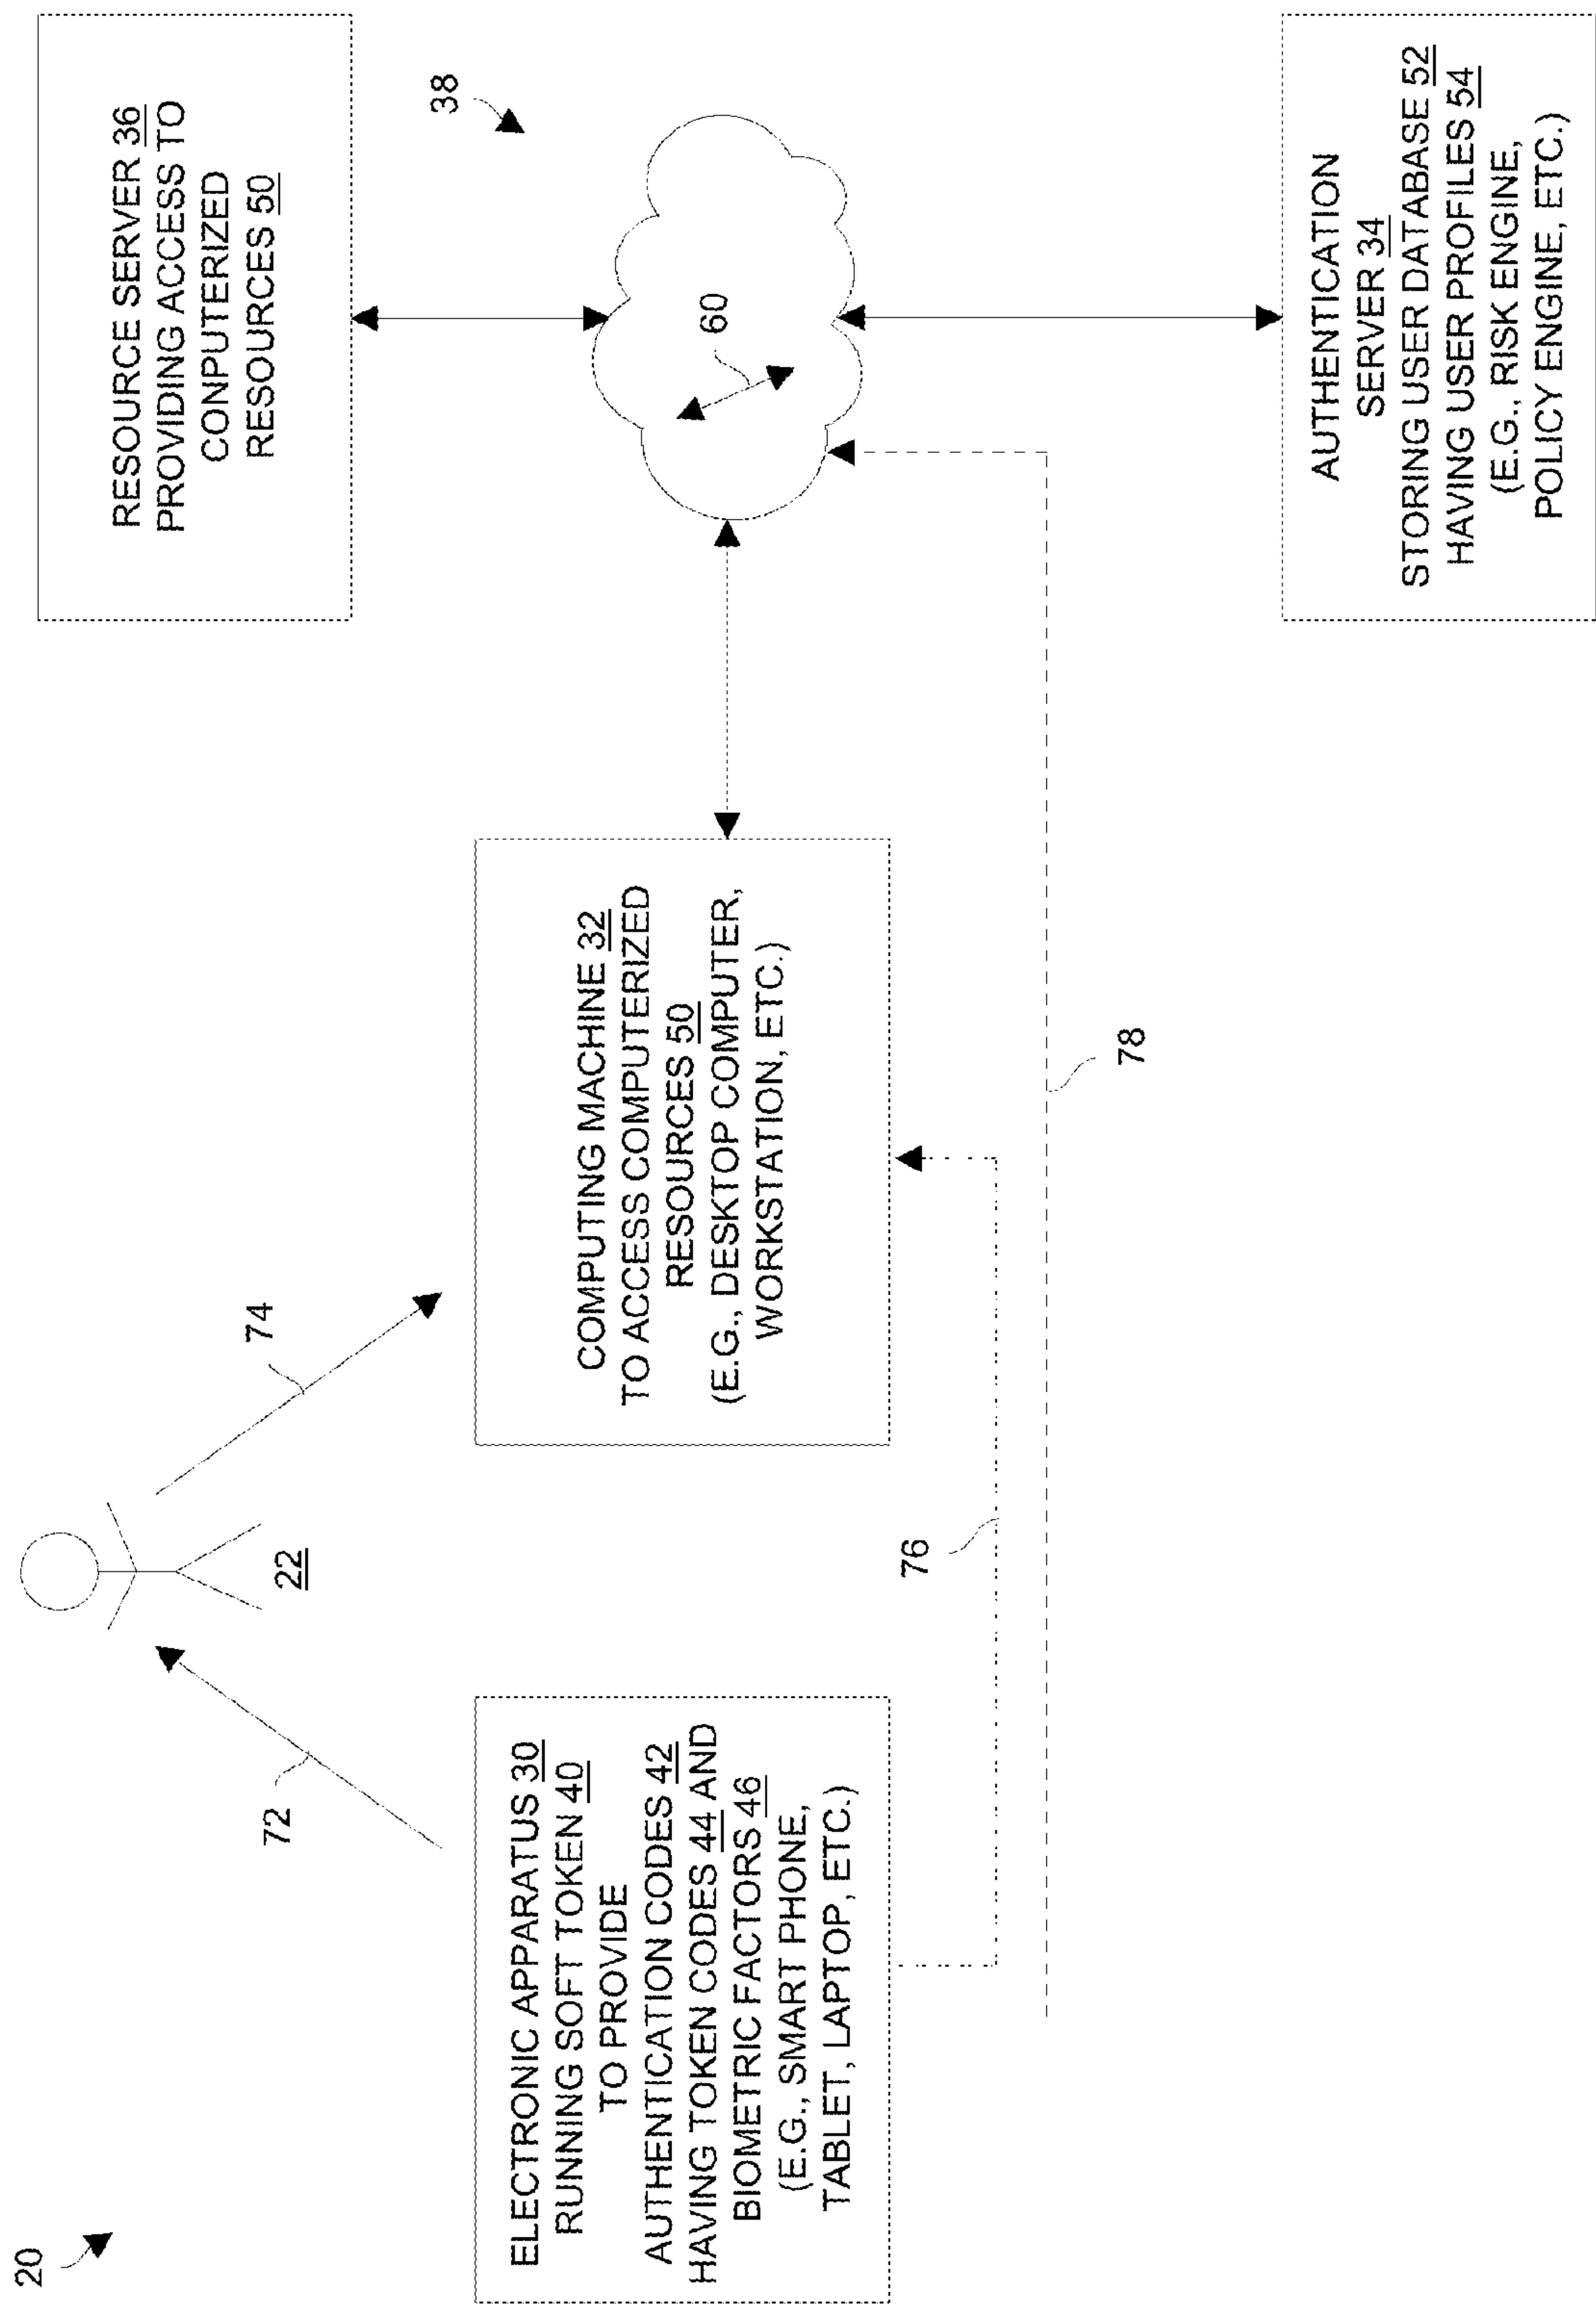 20
72
22
74
38
RESOURCE SERVER 36
PROVIDING ACCESS TO
CONPUTERIZED
RESOURCES 50
ELECTRONIC APPARATUS 30
RUNNING SOFT TOKEN 40
TO PROVIDE
AUTHENTICATION CODES 42
HAVING TOKEN CODES 44 AND
BIOMETRIC FACTORS 46
(E.G., SMART PHONE,
TABLET, LAPTOP, ETC.)
COMPUTING MACHINE 32
TO ACCESS COMPUTERIZED
RESOURCES 50
(E.G., DESKTOP COMPUTER,
WORKSTATION, ETC.)
60
76
78
AUTHENTICATION
SERVER 34
STORING USER DATABASE 52
HAVING USER PROFILES 54
(E.G., RISK ENGINE,
POLICY ENGINE, ETC.)